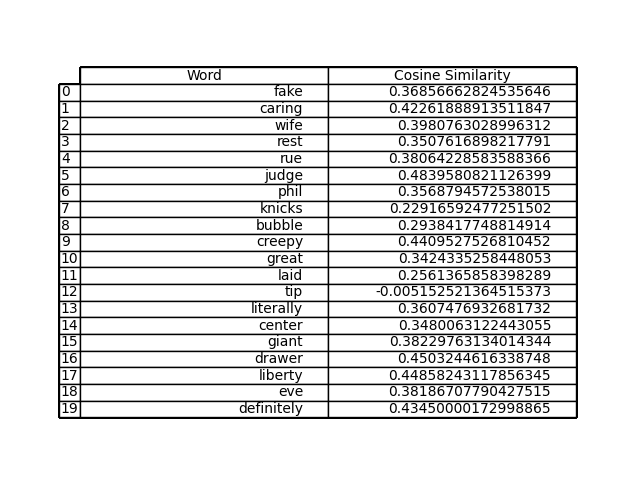 Word Cosine Similarity
0 fake 0.36856662824535646
1 caring 0.42261888913511847
2 wife 0.3980763028996312
3 rest 0.3507616898217791
4 rue 0.38064228583588366
5 judge 0.4839580821126399
6 phil 0.3568794572538015
7 knicks 0.22916592477251502
8 bubble 0.2938417748814914
9 creepy 0.4409527526810452
10 great 0.3424335258448053
11 laid 0.2561365858398289
12 tip -0.005152521364515373
13 literally 0.3607476932681732
14 center 0.3480063122443055
15 giant 0.38229763134014344
16 drawer 0.4503244616338748
17 liberty 0.44858243117856345
18 eve 0.38186707790427515
19 definitely 0.43450000172998865